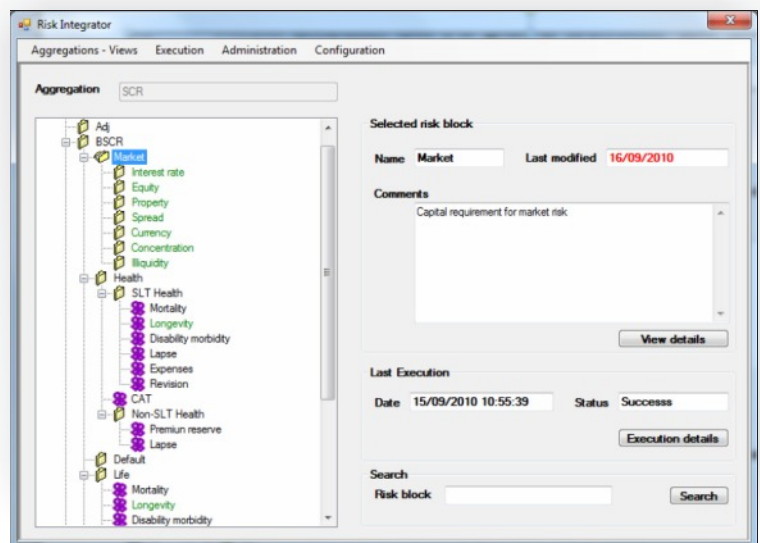 Risk Integrator
Aggregations - Views Execution Administration Configuration
Aggregation SCR
Adj
BSCR
Market
Interest rate
Equity
Property
Spread
Currency
Concentration
Illiquidity
Health
SLT Health
Mortality
Longevity
Disability morbidity
Lapse
Expenses
Revision
CAT
Non-SLT Health
Premiun reserve
Lapse
Default
Life
Mortality
Longevity
Disability morbidity
Selected risk block
Name Market Last modified 16/09/2010
Comments
Capital requirement for market risk
View details
Last Execution
Date 15/09/2010 10:55:39 Status Successs
Execution details
Search
Risk block Search